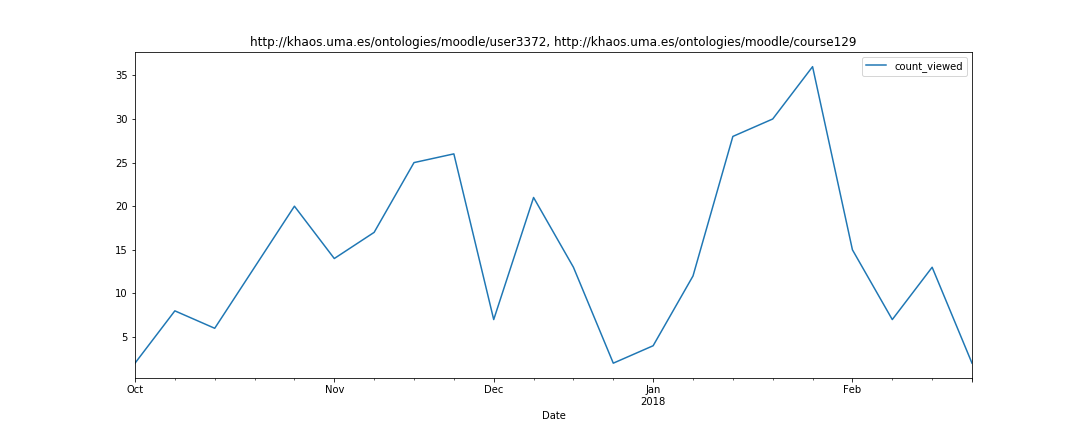 http://khaos.uma.es/ontologies/moodle/user3372, http://khaos.uma.es/ontologies/moodle/course129
count_viewed
35
30
25
20
15
10
5
Oct Nov Dec Jan Feb
2018
Date